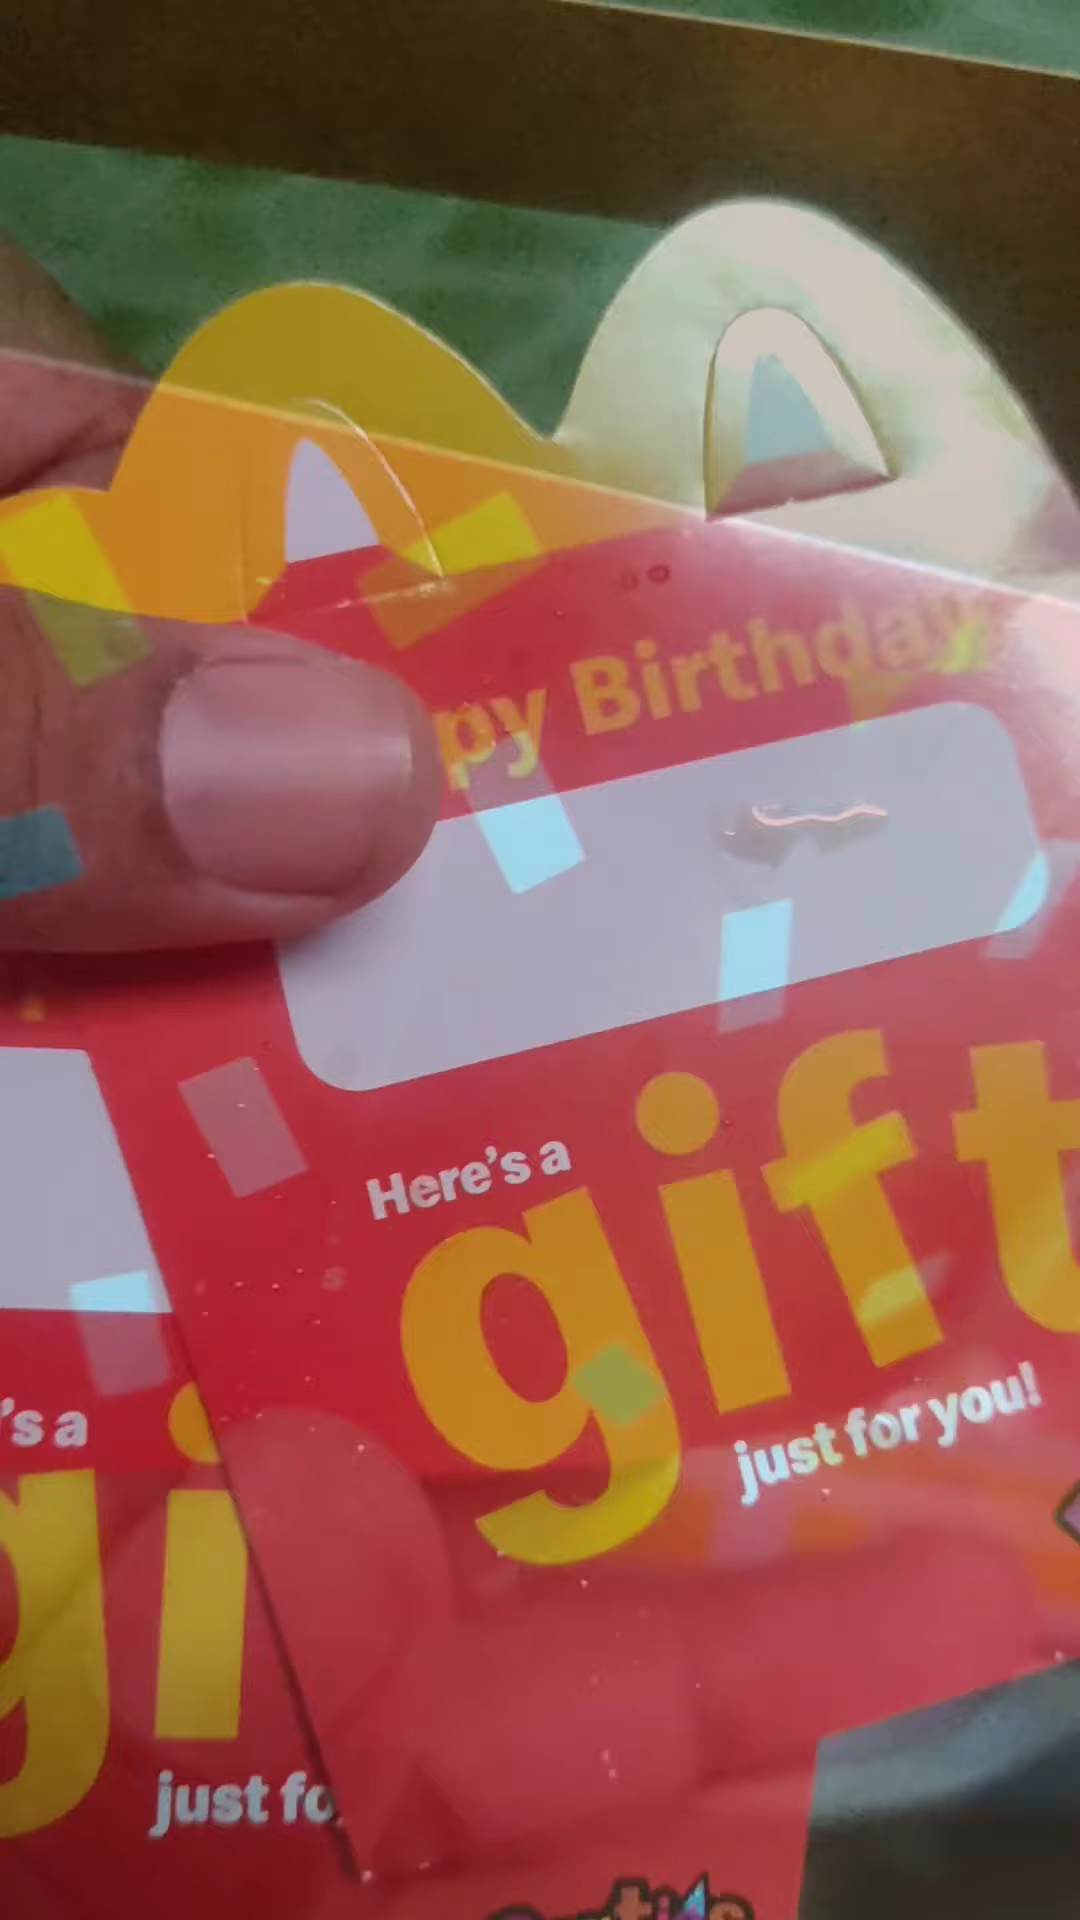 py Birthday
Here's a
gift
just for you!
's a
gi
just fo